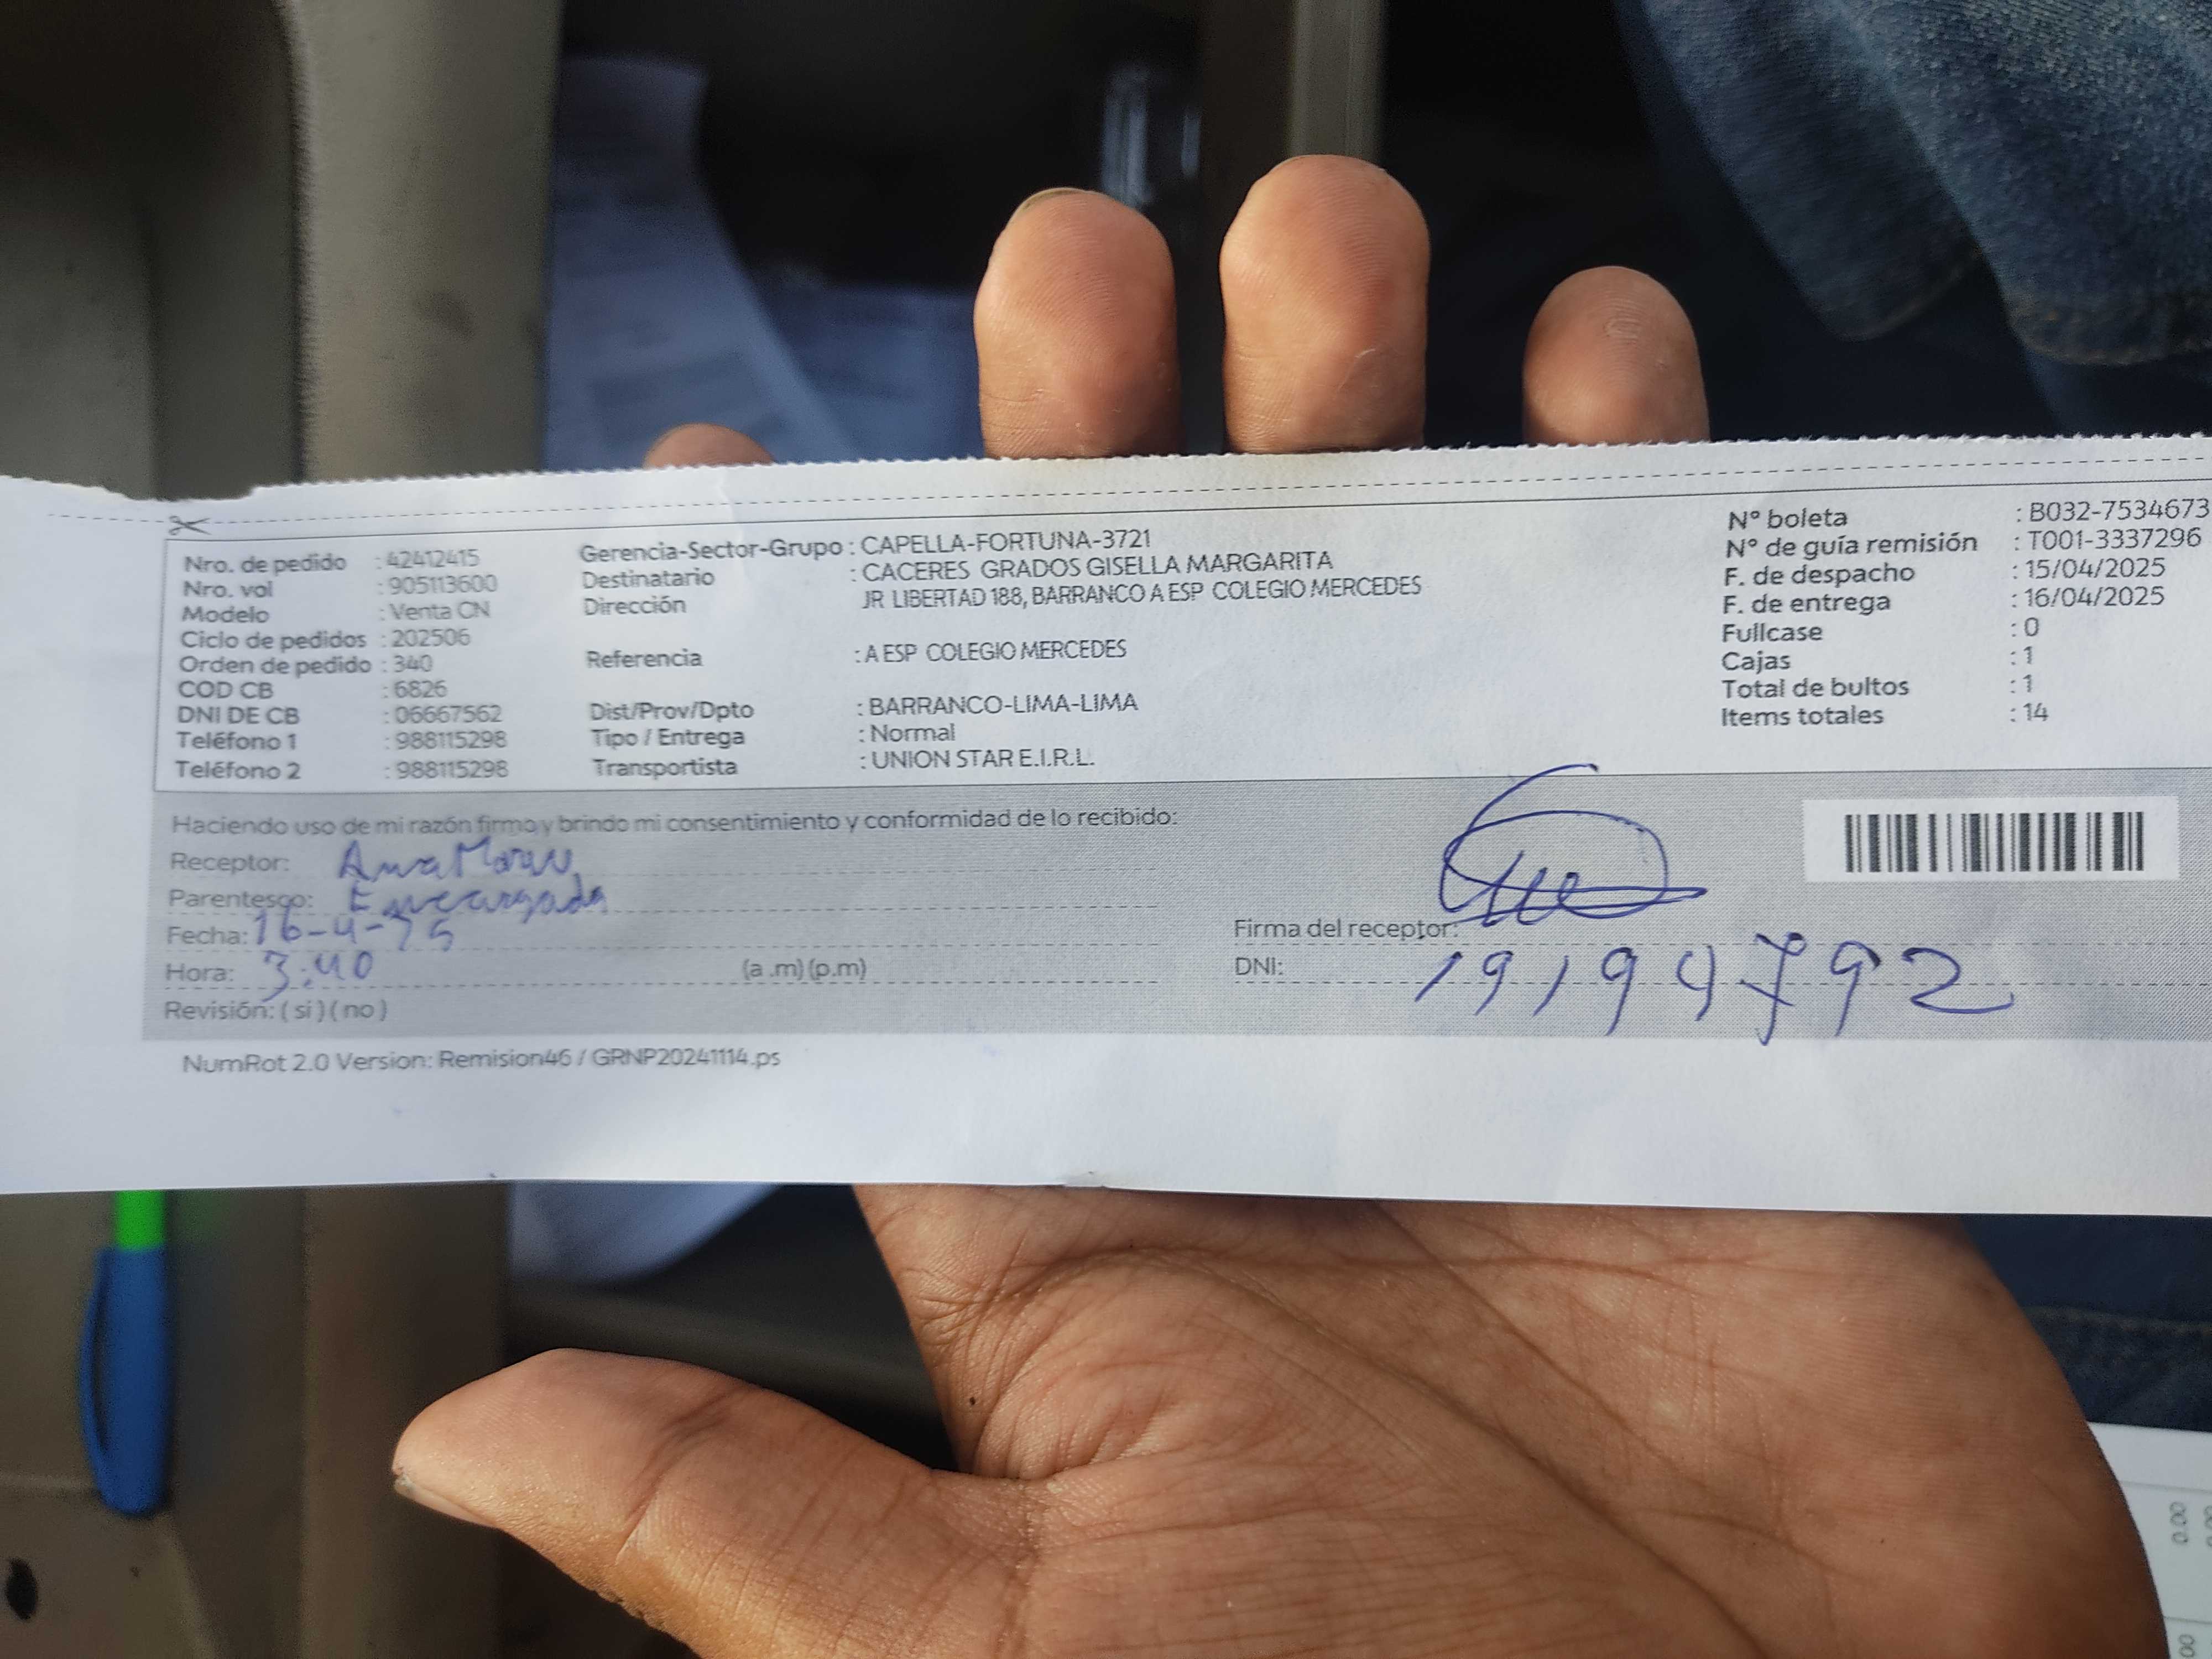 Nro. de pedido : 42412415
Nro. vol : 905113600
Modelo : Venta CN
Ciclo de pedidos : 202506
Orden de pedido : 340
COD CB : 6826
DNI DE CB : 06667562
Teléfono 1 : 988115298
Teléfono 2 : 988115298
Gerencia-Sector-Grupo : CAPELLA-FORTUNA-3721
Destinatario : CACERES GRADOS GISELLA MARGARITA
Dirección JR LIBERTAD 188, BARRANCO A ESP COLEGIO MERCEDES
Referencia : A ESP COLEGIO MERCEDES
Dist/Prov/Dpto : BARRANCO-LIMA-LIMA
Tipo / Entrega : Normal
Transportista : UNION STAR E.I.R.L.
N° boleta : B032-7534673
N° de guía remisión : T001-3337296
F. de despacho : 15/04/2025
F. de entrega : 16/04/2025
Fullcase : 0
Cajas : 1
Total de bultos : 1
Items totales : 14
Haciendo uso de mi razón firmo y brindo mi consentimiento y conformidad de lo recibido:
Receptor: Ana
Parentesco: Encargada
Fecha: 16-4-25
Hora: 3:40 (a .m) (p.m)
Revisión: ( si ) ( no )
Firma del receptor:
DNI: 19194792
NumRot 2.0 Version: Remision46 / GRNP20241114.ps
0.00